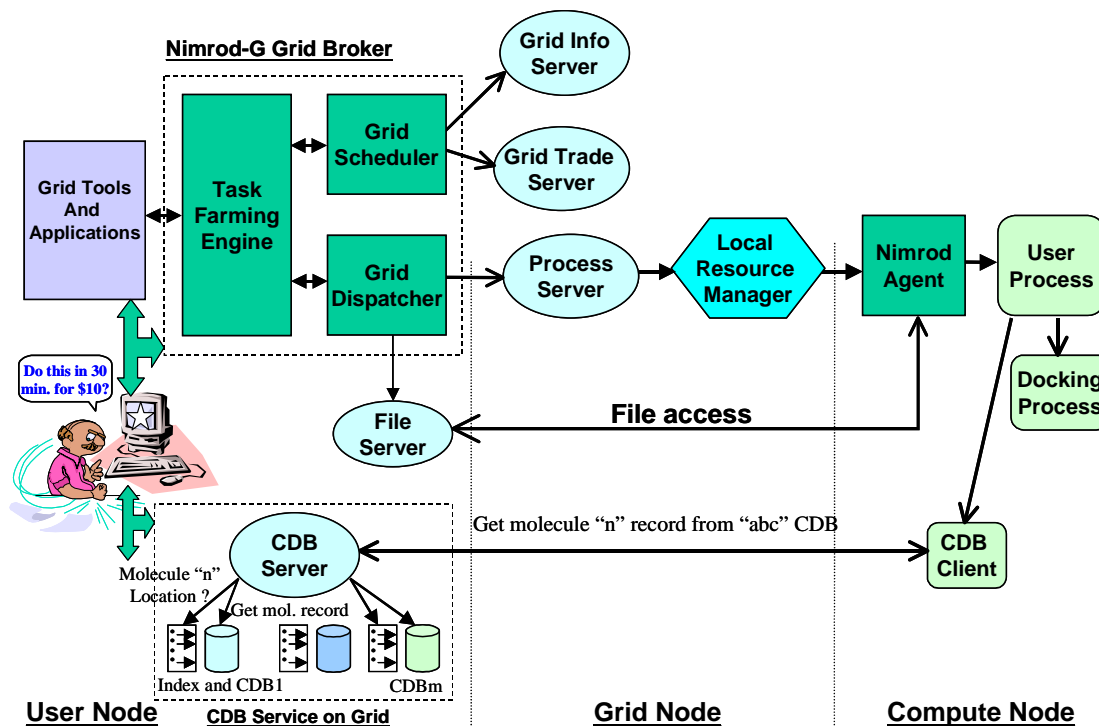 Nimrod-G Grid Broker
Grid Info
Server
Grid Tools
And
Applications
Task
Farming
Engine
Grid
Scheduler
Grid Trade
Server
Grid
Dispatcher
Process
Server
Local
Resource
Manager
Nimrod
Agent
User
Process
Docking
Process
Do this in 30
min. for $10?
File
Server
File access
Get molecule “n” record from “abc” CDB
CDB
Server
CDB
Client
Molecule “n”
Location ?
Get mol. record
Index and CDB1
CDBm
User Node
CDB Service on Grid
Grid Node
Compute Node